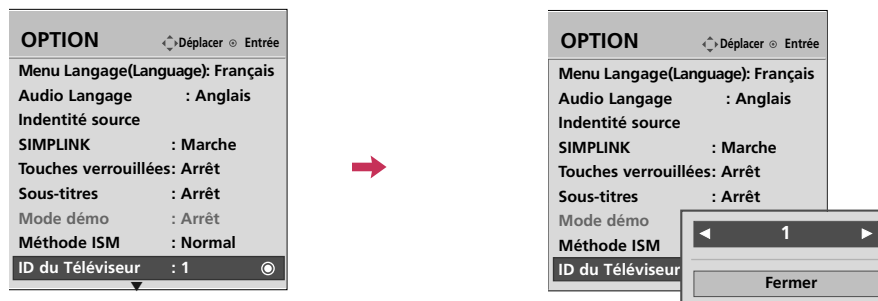 OPTION Déplacer Entrée
Menu Langage(Language): Français
Audio Langage : Anglais
Indentité source
SIMPLINK : Marche
Touches verrouillées: Arrêt
Sous-titres : Arrêt
Mode démo : Arrêt
Méthode ISM : Normal
ID du Téléviseur : 1
OPTION Déplacer Entrée
Menu Langage(Language): Français
Audio Langage : Anglais
Indentité source
SIMPLINK : Marche
Touches verrouillées: Arrêt
Sous-titres : Arrêt
Mode démo
Méthode ISM
ID du Téléviseur
1
Fermer